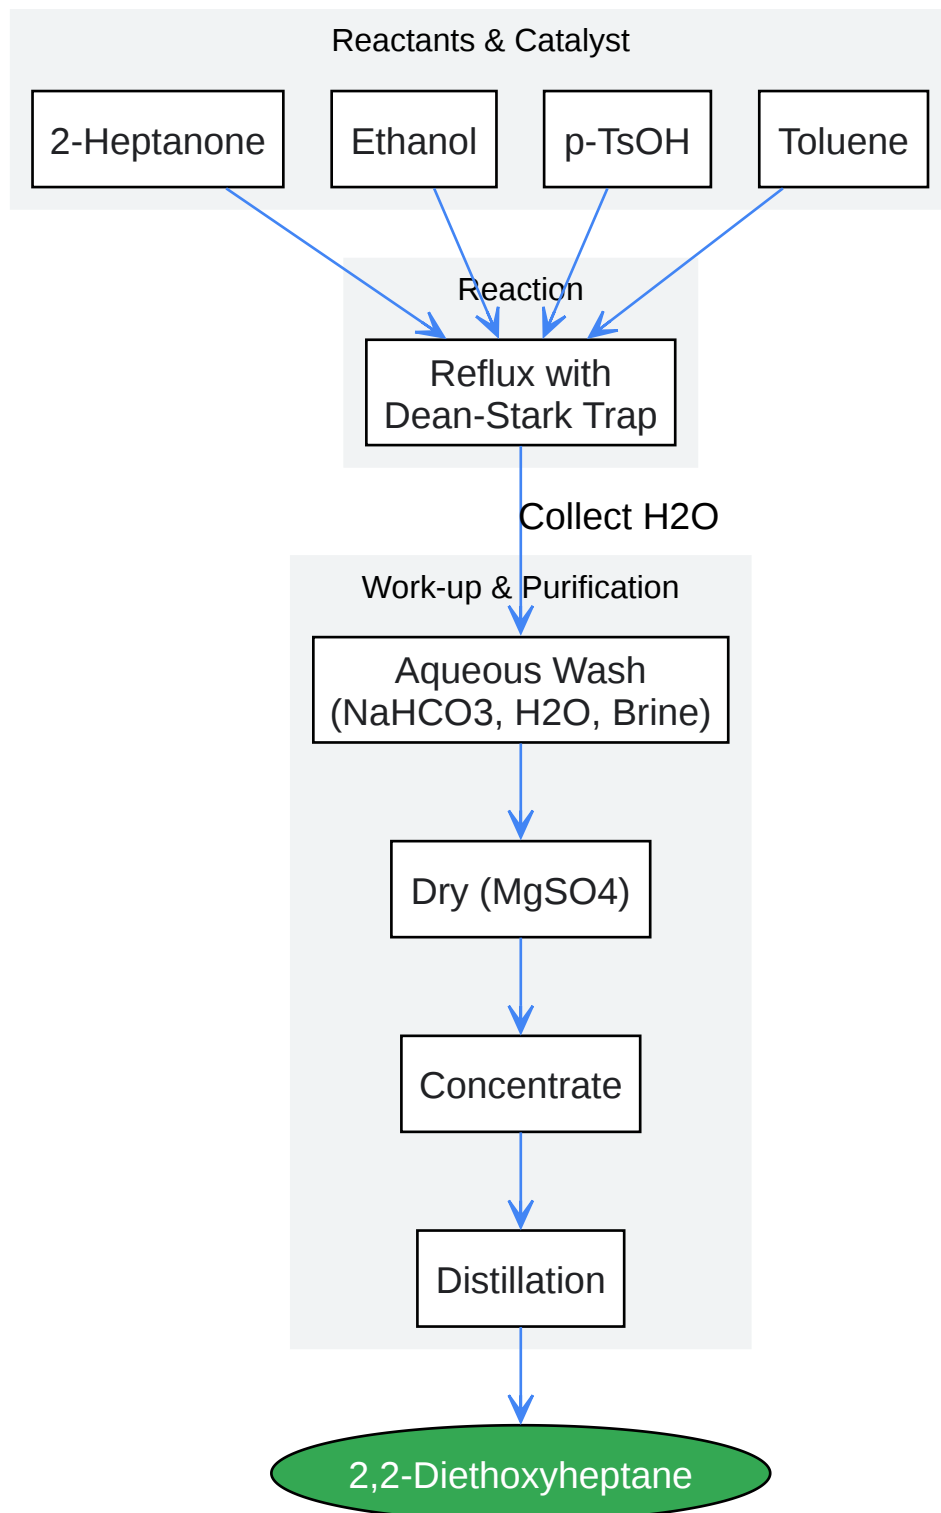 Reactants & Catalyst
2-Heptanone
Ethanol
p-TsOH
Toluene
Reaction
Reflux with
Dean-Stark Trap
Collect H2O
Work-up & Purification
Aqueous Wash
(NaHCO3, H2O, Brine)
Dry (MgSO4)
Concentrate
Distillation
2,2-Diethoxyheptane